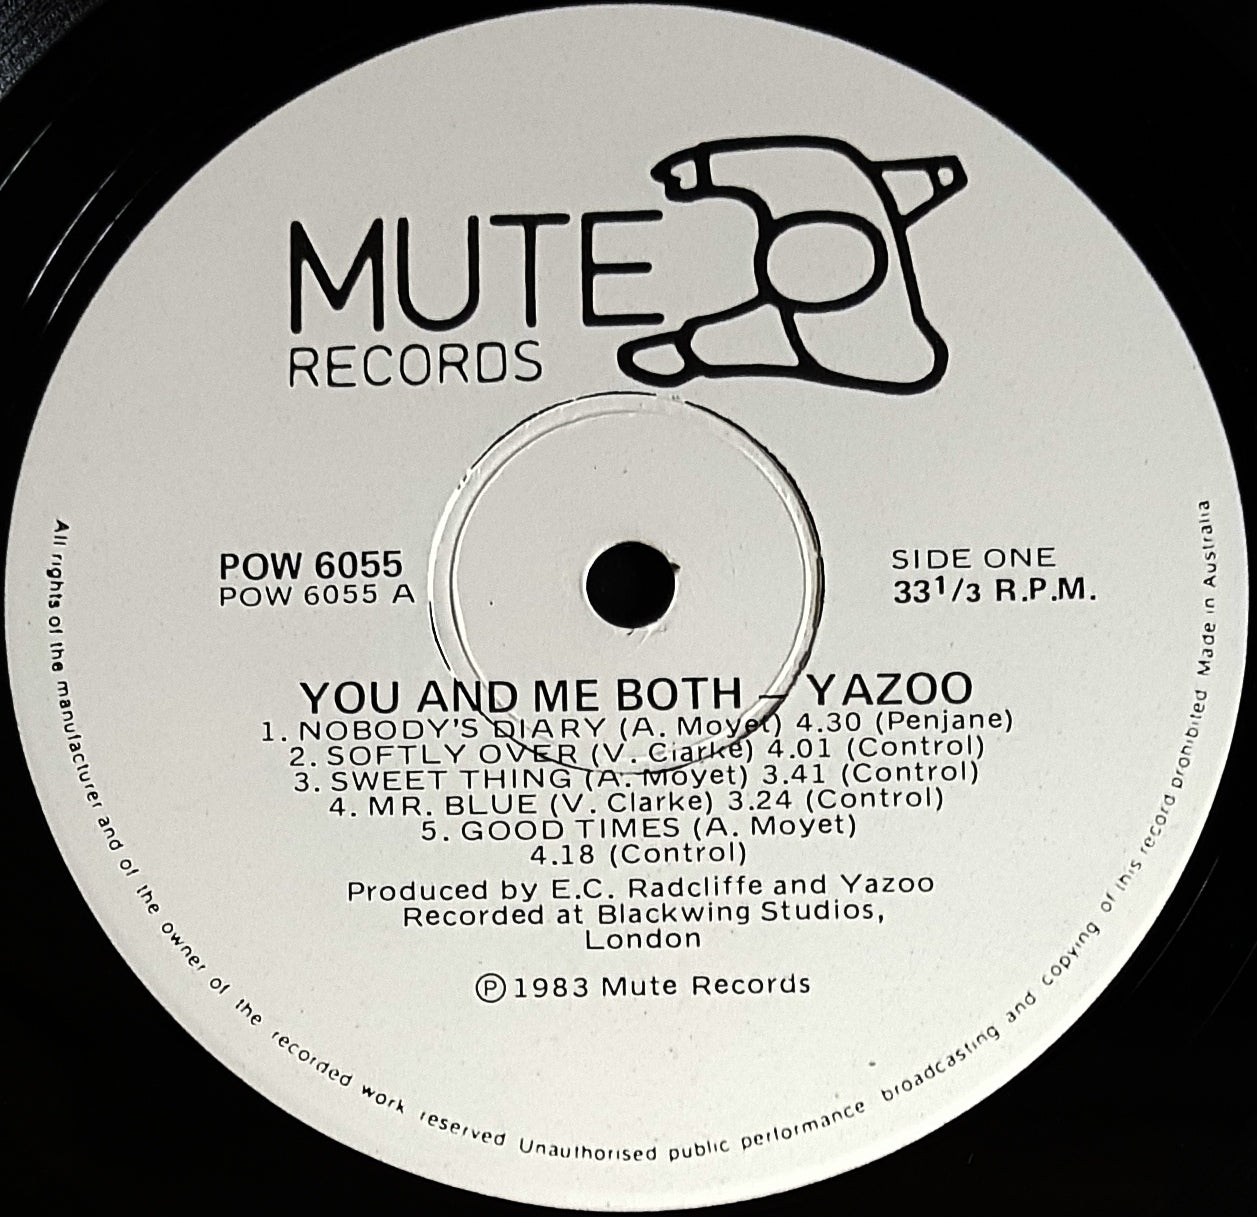 MUTE
RECORDS
POW 6055
POW 6055 A
SIDE ONE
33 1/3 R.P.M.
YOU AND ME BOTH – YAZOO
1. NOBODY'S DIARY (A. Moyet) 4.30 (Penjane)
2. SOFTLY OVER (V. Clarke) 4.01 (Control)
3. SWEET THING (A. Moyet) 3.41 (Control)
4. MR. BLUE (V. Clarke) 3.24 (Control)
5. GOOD TIMES (A. Moyet)
4.18 (Control)
Produced by E.C. Radcliffe and Yazoo
Recorded at Blackwing Studios,
London
Ⓟ 1983 Mute Records
All rights of the manufacturer and of the owner of the recorded work reserved Unauthorised public performance broadcasting and copying of this record prohibited Made in Australia